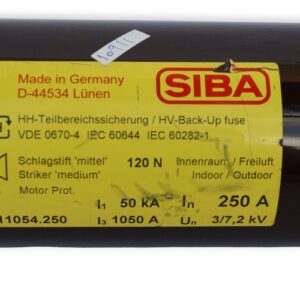 10911
Made in Germany
D-44534 Lünen
SIBA
HH-Teilbereichssicherung / HV-Back-Up fuse
VDE 0670-4 IEC 60644 IEC 60282-1
Schlagstift 'mittel' 120 N Innenraum / Freiluft
Striker 'medium' Indoor / Outdoor
Motor Prot.
I1 50 kA In 250 A
11054.250 I3 1050 A Un 3/7,2 kV